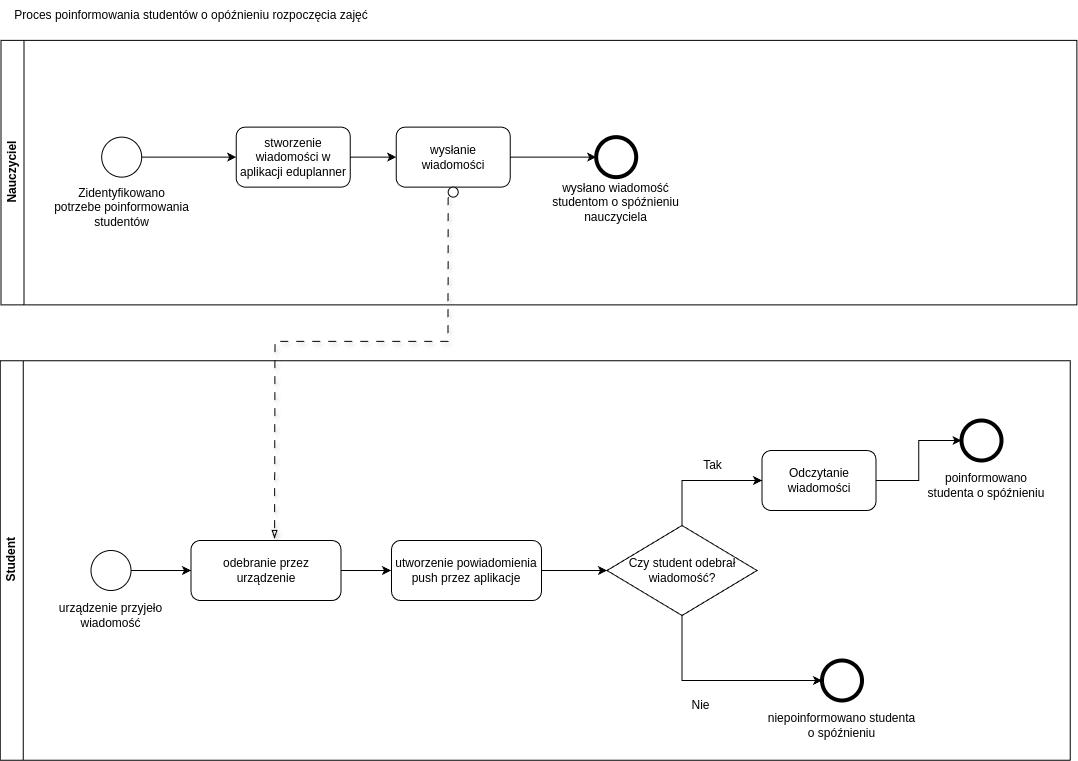 Proces poinformowania studentów o opóźnieniu rozpoczęcia zajęć
Nauczyciel
Zidentyfikowano
potrzebe poinformowania
studentów
stworzenie
wiadomości w
aplikacji eduplanner
wysłanie
wiadomości
wysłano wiadomość
studentom o spóźnieniu
nauczyciela
Student
urządzenie przyjeło
wiadomość
odebranie przez
urządzenie
utworzenie powiadomienia
push przez aplikacje
Czy student odebrał
wiadomość?
Tak
Odczytanie
wiadomości
poinformowano
studenta o spóźnieniu
Nie
niepoinformowano studenta
o spóźnieniu